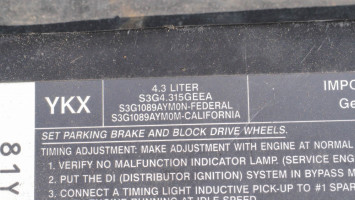 YKX
4.3 LITER
S3G4.315GEEA
S3G1089AYM0N-FEDERAL
S3G1089AYM0M-CALIFORNIA
IMPO
Ge
SET PARKING BRAKE AND BLOCK DRIVE WHEELS.
TIMING ADJUSTMENT: MAKE ADJUSTMENT WITH ENGINE AT NORMAL
1. VERIFY NO MALFUNCTION INDICATOR LAMP. (SERVICE ENGINE
2. PUT THE DI (DISTRIBUTOR IGNITION) SYSTEM IN BYPASS M
3. CONNECT A TIMING LIGHT INDUCTIVE PICK-UP TO #1 SPAR
81Y